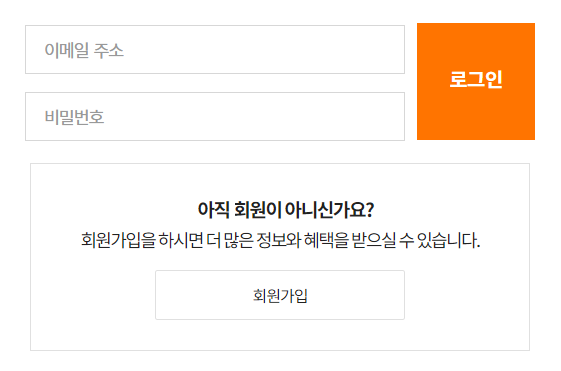 이메일 주소
비밀번호
로그인
아직 회원이 아니신가요?
회원가입을 하시면 더 많은 정보와 혜택을 받으실 수 있습니다.
회원가입